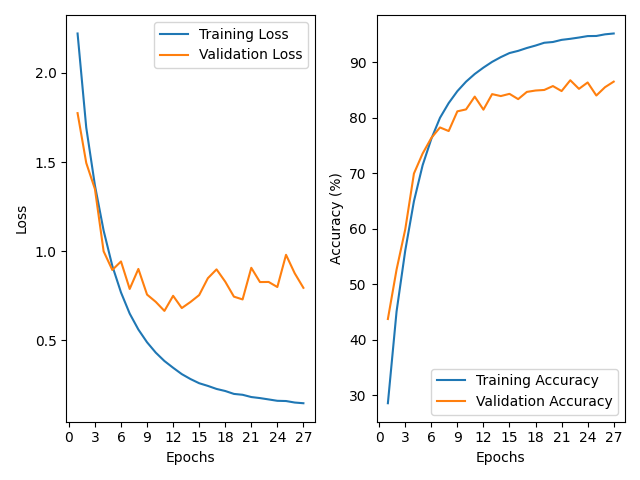 Training Loss
Validation Loss
2.0
1.5
1.0
0.5
Loss
0 3 6 9 12 15 18 21 24 27
Epochs
90
80
70
60
50
40
30
Accuracy (%)
Training Accuracy
Validation Accuracy
0 3 6 9 12 15 18 21 24 27
Epochs